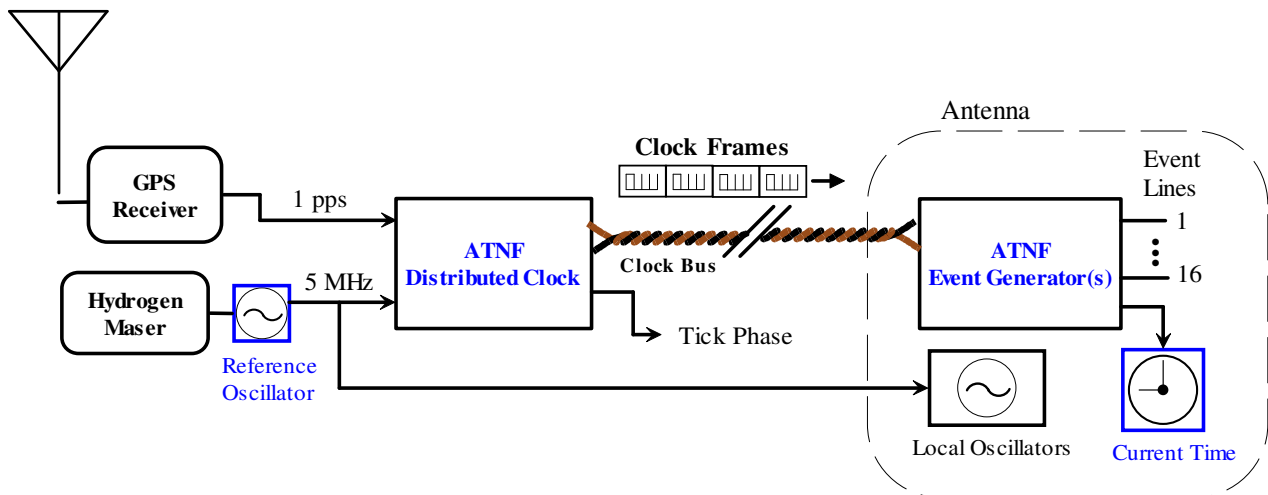 Antenna
Clock Frames
Event
Lines
GPS
Receiver
1 pps
1
ATNF
Distributed Clock
Clock Bus
ATNF
Event Generator(s)
16
Hydrogen
Maser
5 MHz
Tick Phase
Reference
Oscillator
Local Oscillators
Current Time